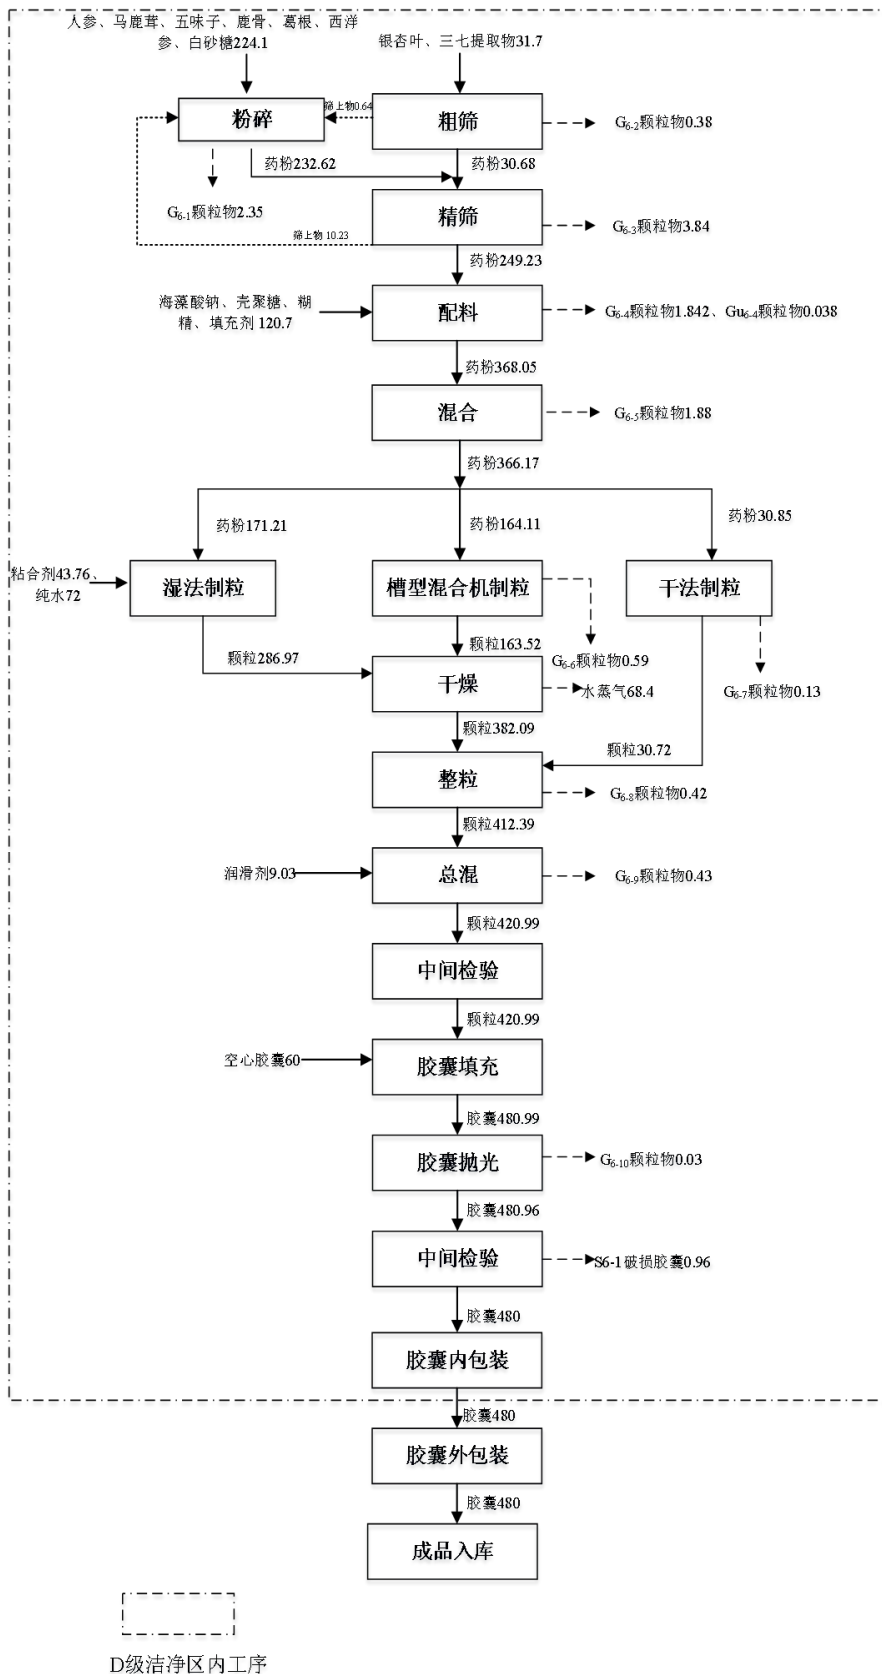 人参、马鹿茸、五味子、鹿骨、葛根、西洋
参、白砂糖224.1
银杏叶、三七提取物31.7
粉碎
筛上物0.64
粗筛
G6-2颗粒物0.38
药粉232.62
药粉30.68
G6-1颗粒物2.35
精筛
G6-3颗粒物3.84
筛上物 10.23
药粉249.23
海藻酸钠、壳聚糖、糊
精、填充剂 120.7
配料
G6-4颗粒物1.842、Gu6-4颗粒物0.038
药粉368.05
混合
G6-5颗粒物1.88
药粉366.17
药粉171.21
药粉164.11
药粉30.85
粘合剂43.76、
纯水72
湿法制粒
槽型混合机制粒
干法制粒
颗粒286.97
颗粒163.52
G6-6颗粒物0.59
干燥
水蒸气68.4
G6-7颗粒物0.13
颗粒382.09
颗粒30.72
整粒
G6-8颗粒物0.42
颗粒412.39
润滑剂9.03
总混
G6-9颗粒物0.43
颗粒420.99
中间检验
颗粒420.99
空心胶囊60
胶囊填充
胶囊480.99
胶囊抛光
G6-10颗粒物0.03
胶囊480.96
中间检验
S6-1破损胶囊0.96
胶囊480
胶囊内包装
胶囊480
胶囊外包装
胶囊480
成品入库
D级洁净区内工序